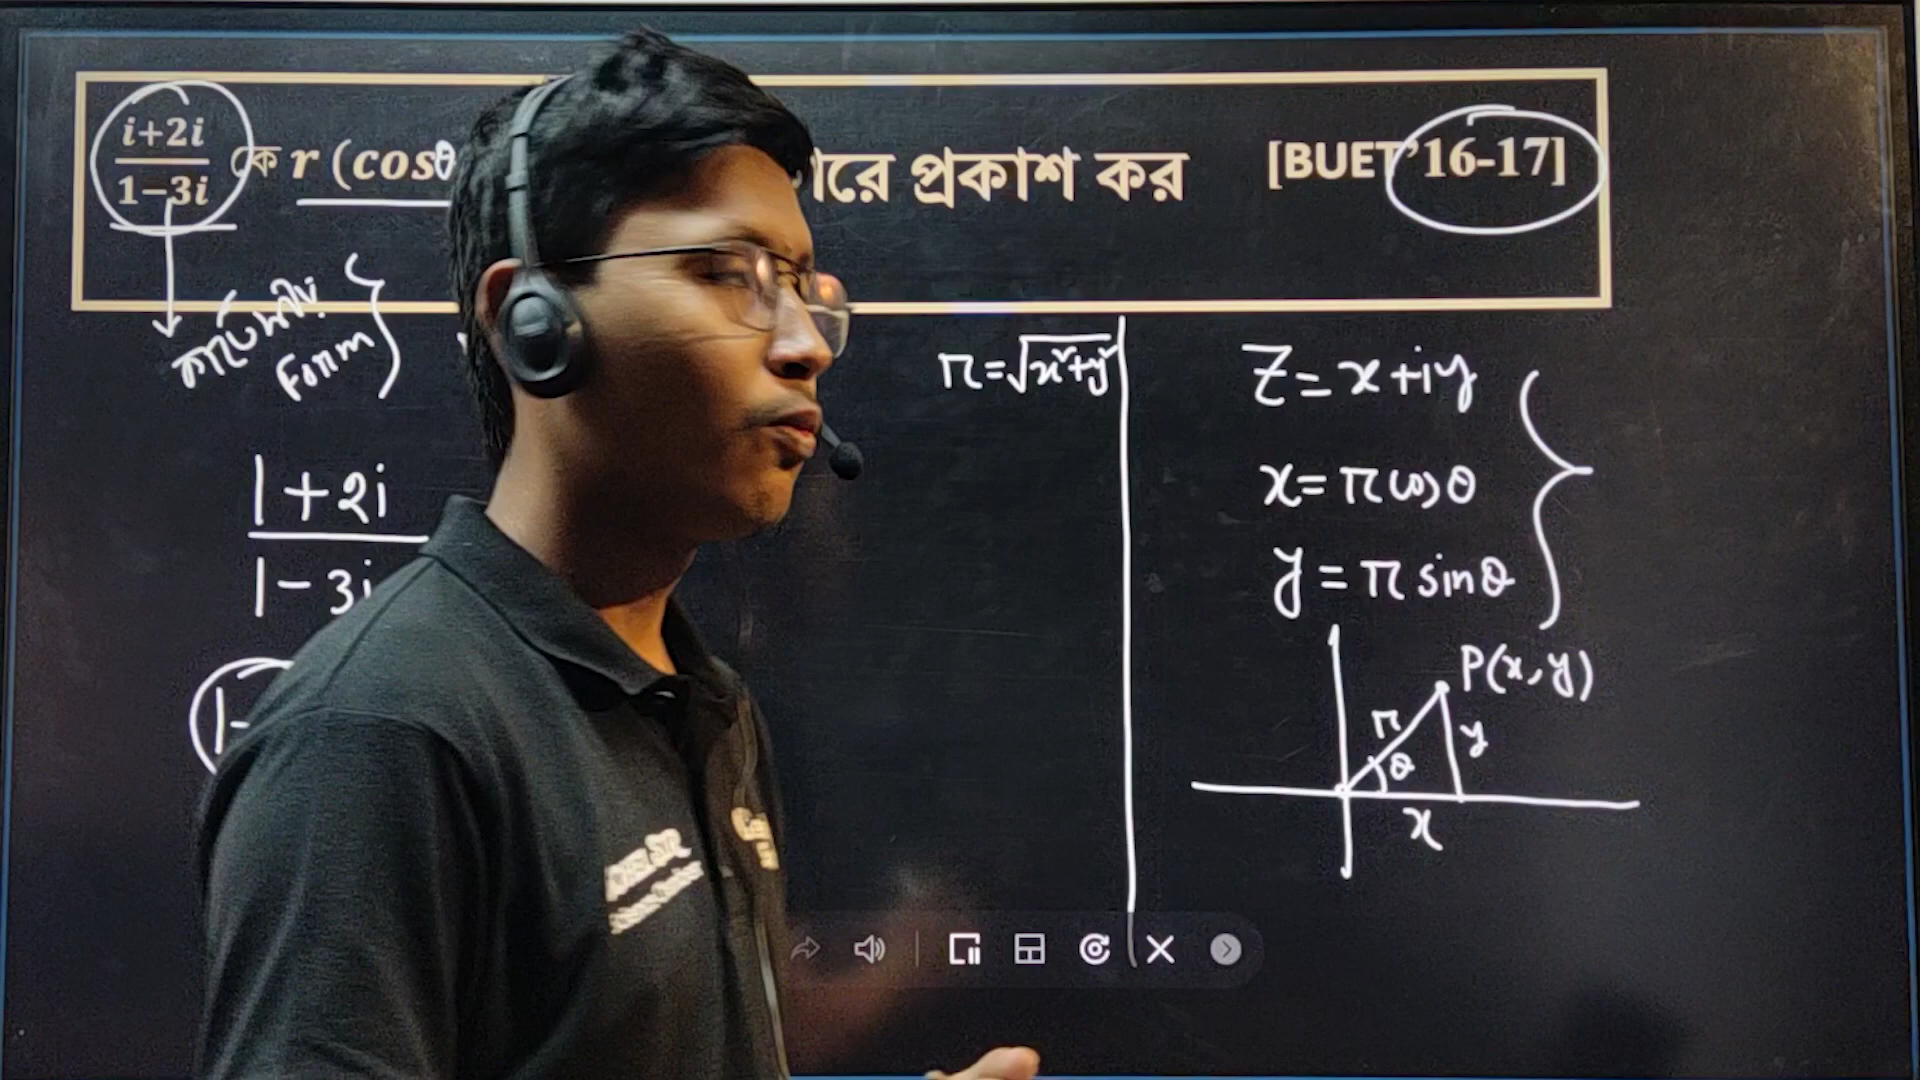 i+2i
1−3i
কে r (cosθ
ারে প্রকাশ কর
[BUET’16-17]
কার্তেসীয়
Form
1+2i
1-3i
1-
r=√x²+y²
Z=x+iy
x=r cosθ
y=r sinθ
P(x, y)
r
θ
y
x